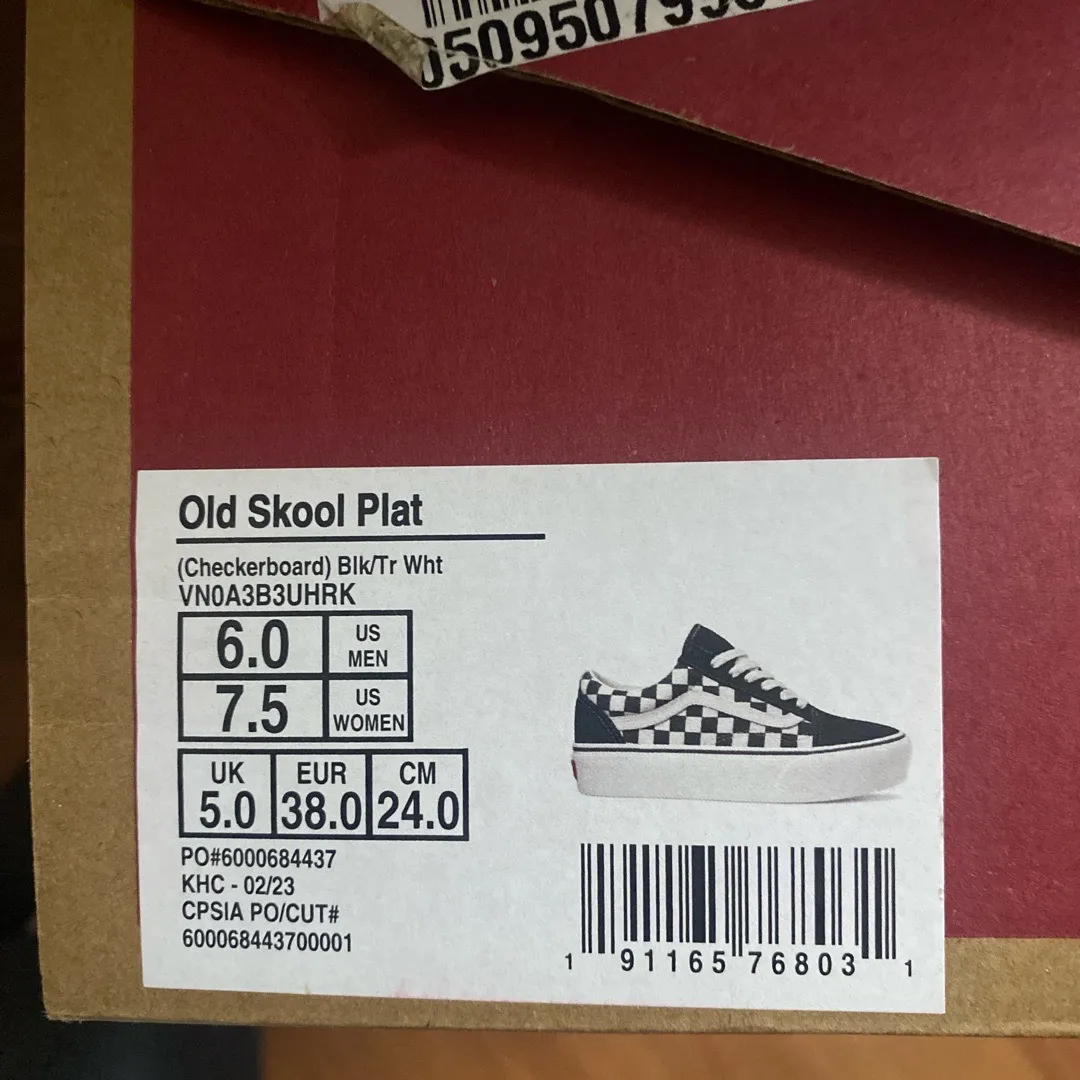 Old Skool Plat
(Checkerboard) Blk/Tr Wht
VN0A3B3UHRK
6.0 US MEN
7.5 US WOMEN
UK EUR CM
5.0 38.0 24.0
PO#6000684437
KHC - 02/23
CPSIA PO/CUT#
600068443700001
1 91165 76803 1